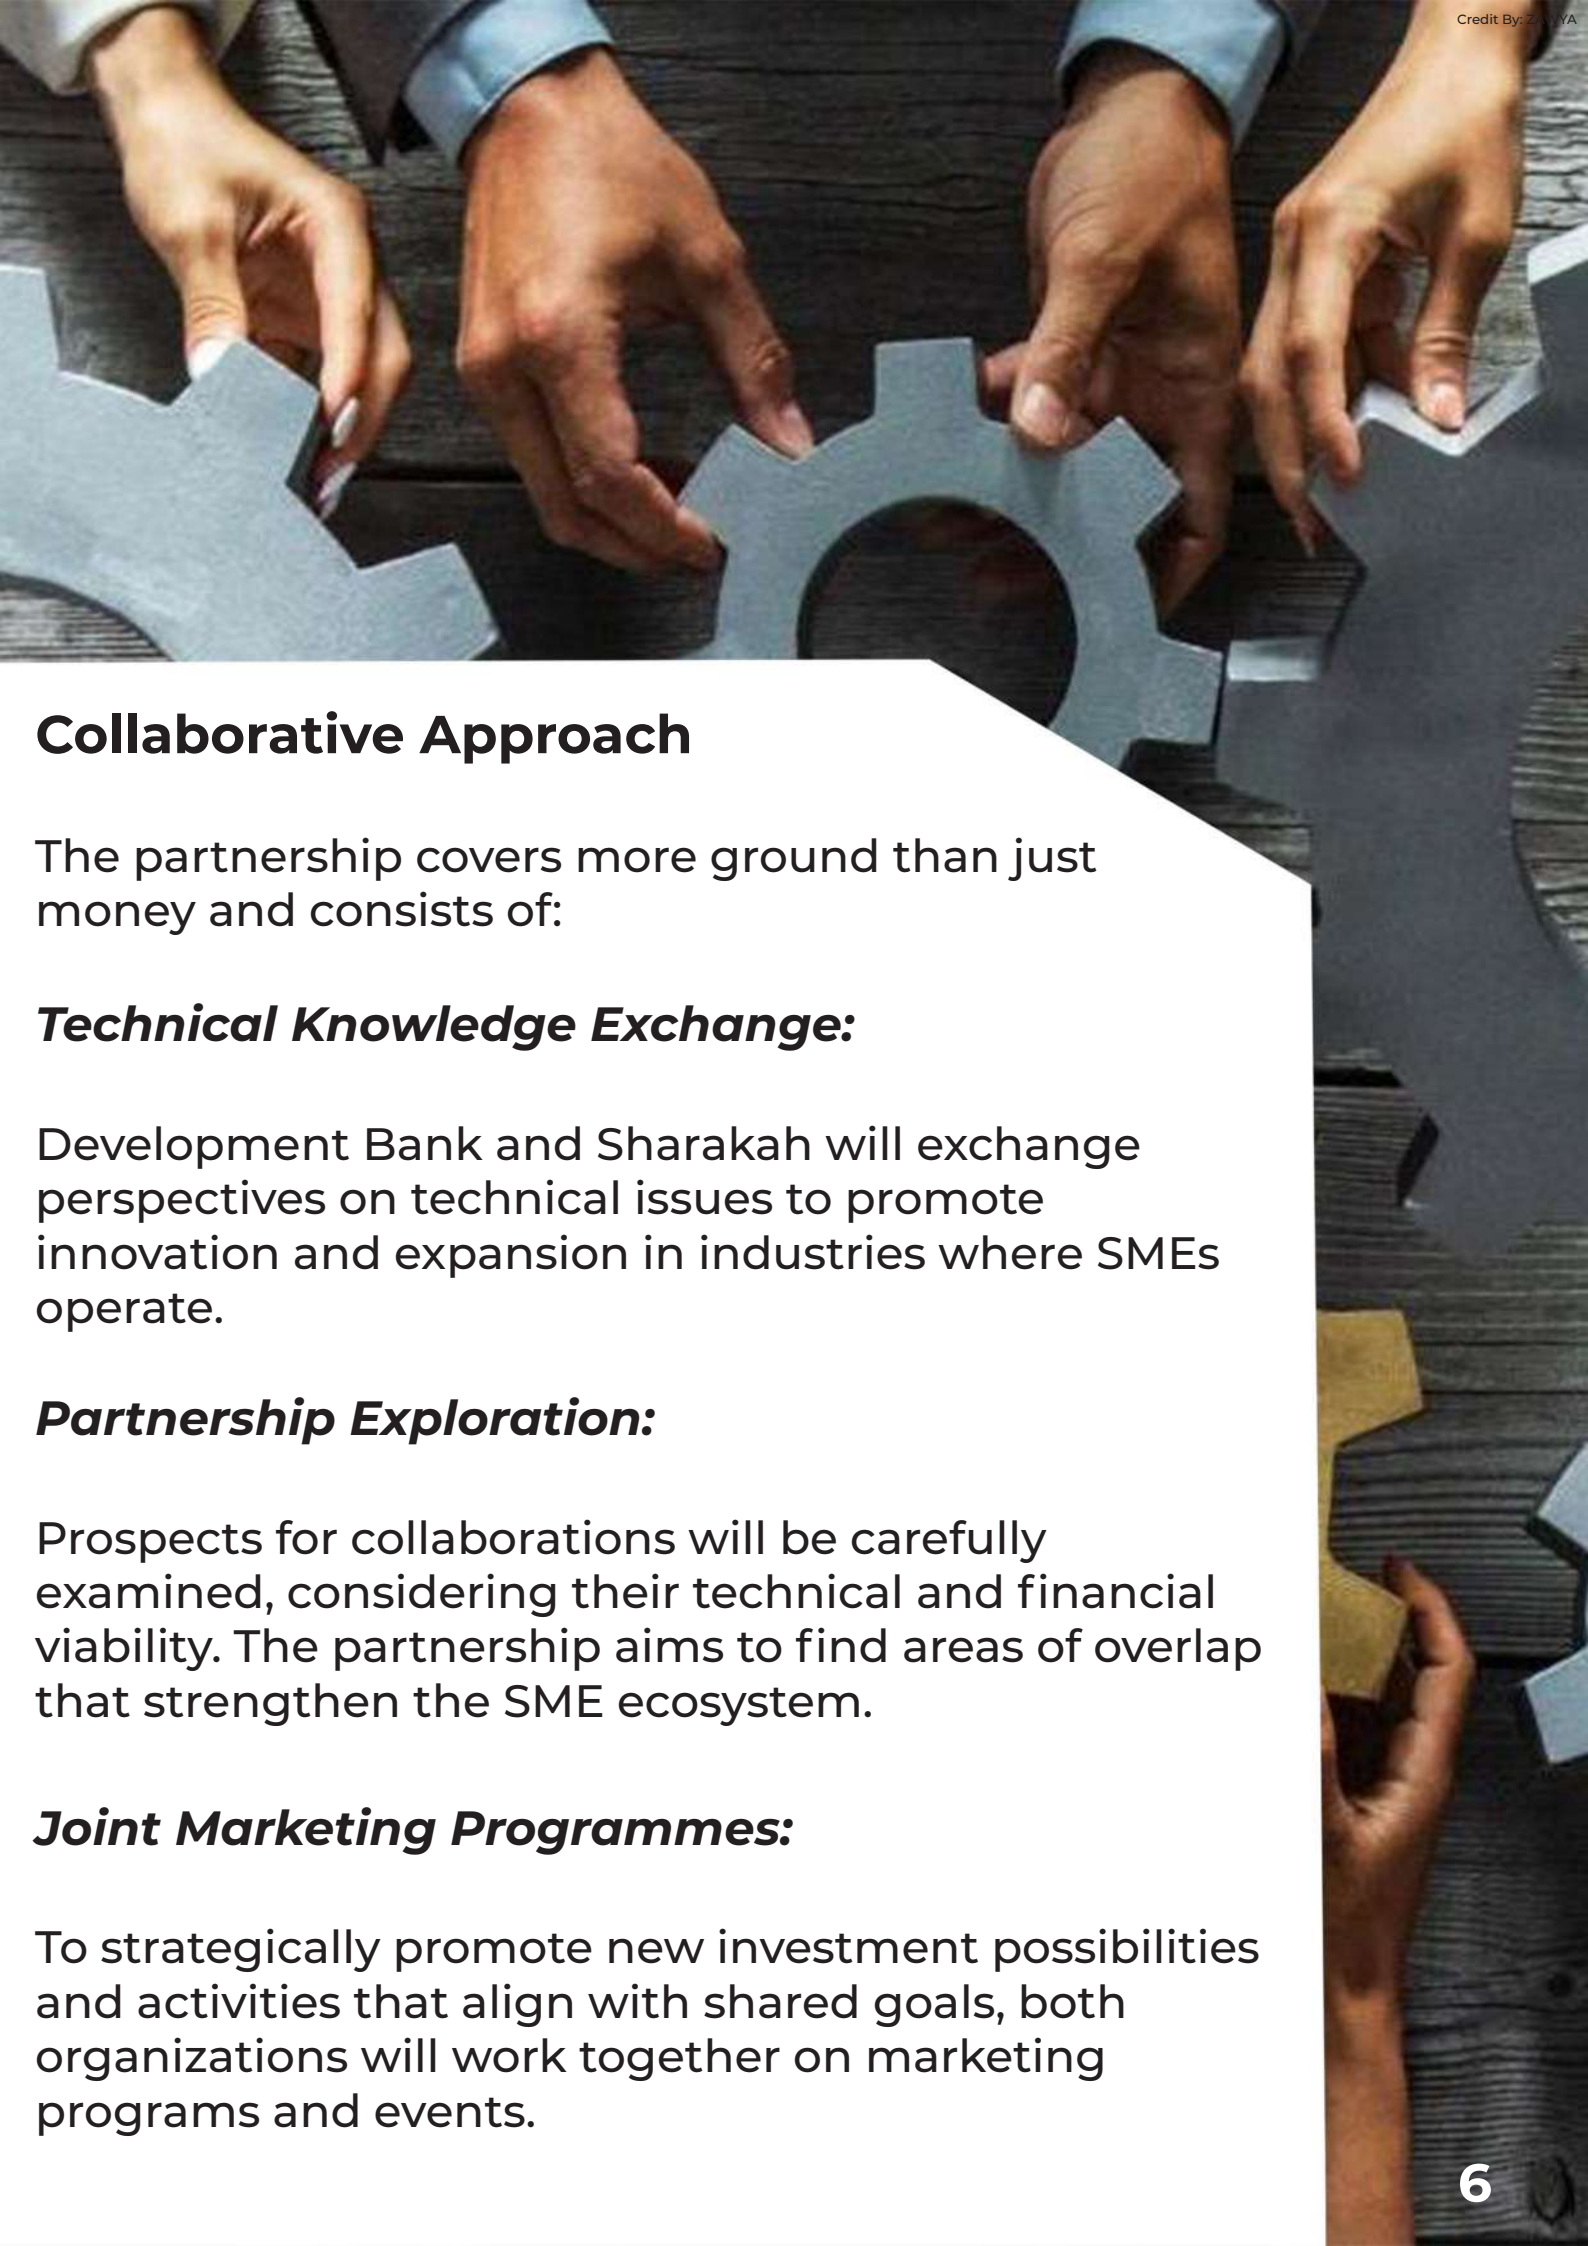 Credit By: ZAWYA
Collaborative Approach
The partnership covers more ground than just
money and consists of:
Technical Knowledge Exchange:
Development Bank and Sharakah will exchange
perspectives on technical issues to promote
innovation and expansion in industries where SMEs
operate.
Partnership Exploration:
Prospects for collaborations will be carefully
examined, considering their technical and financial
viability. The partnership aims to find areas of overlap
that strengthen the SME ecosystem.
Joint Marketing Programmes:
To strategically promote new investment possibilities
and activities that align with shared goals, both
organizations will work together on marketing
programs and events.
6